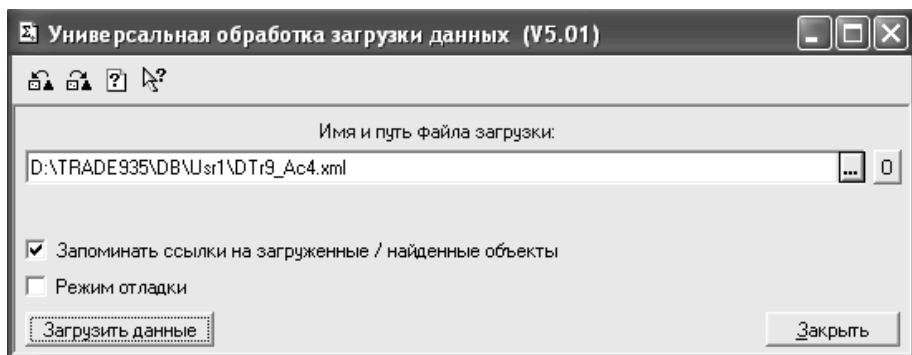 Универсальная обработка загрузки данных (V5.01)
Имя и путь файла загрузки:
D:\TRADE935\DB\Usr1\DTr9_Ac4.xml ... О
Запоминать ссылки на загруженные / найденные объекты
Режим отладки
Загрузить данные Закрыть